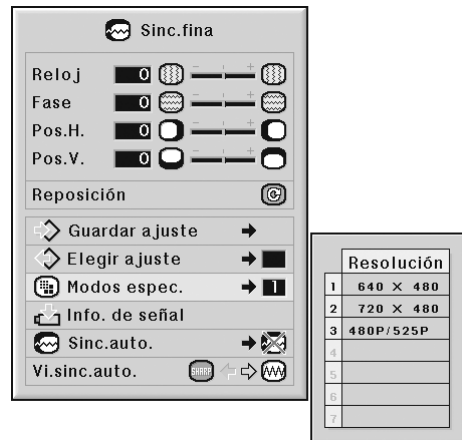 Sinc.fina
Reloj 0 - +
Fase 0 - +
Pos.H. 0 - +
Pos.V. 0 - +
Reposición
Guardar ajuste
Elegir ajuste
Modos espec. 1
Info. de señal
Sinc.auto.
Vi.sinc.auto. SHARP
Resolución
1 640 × 480
2 720 × 480
3 480P/525P
4
5
6
7